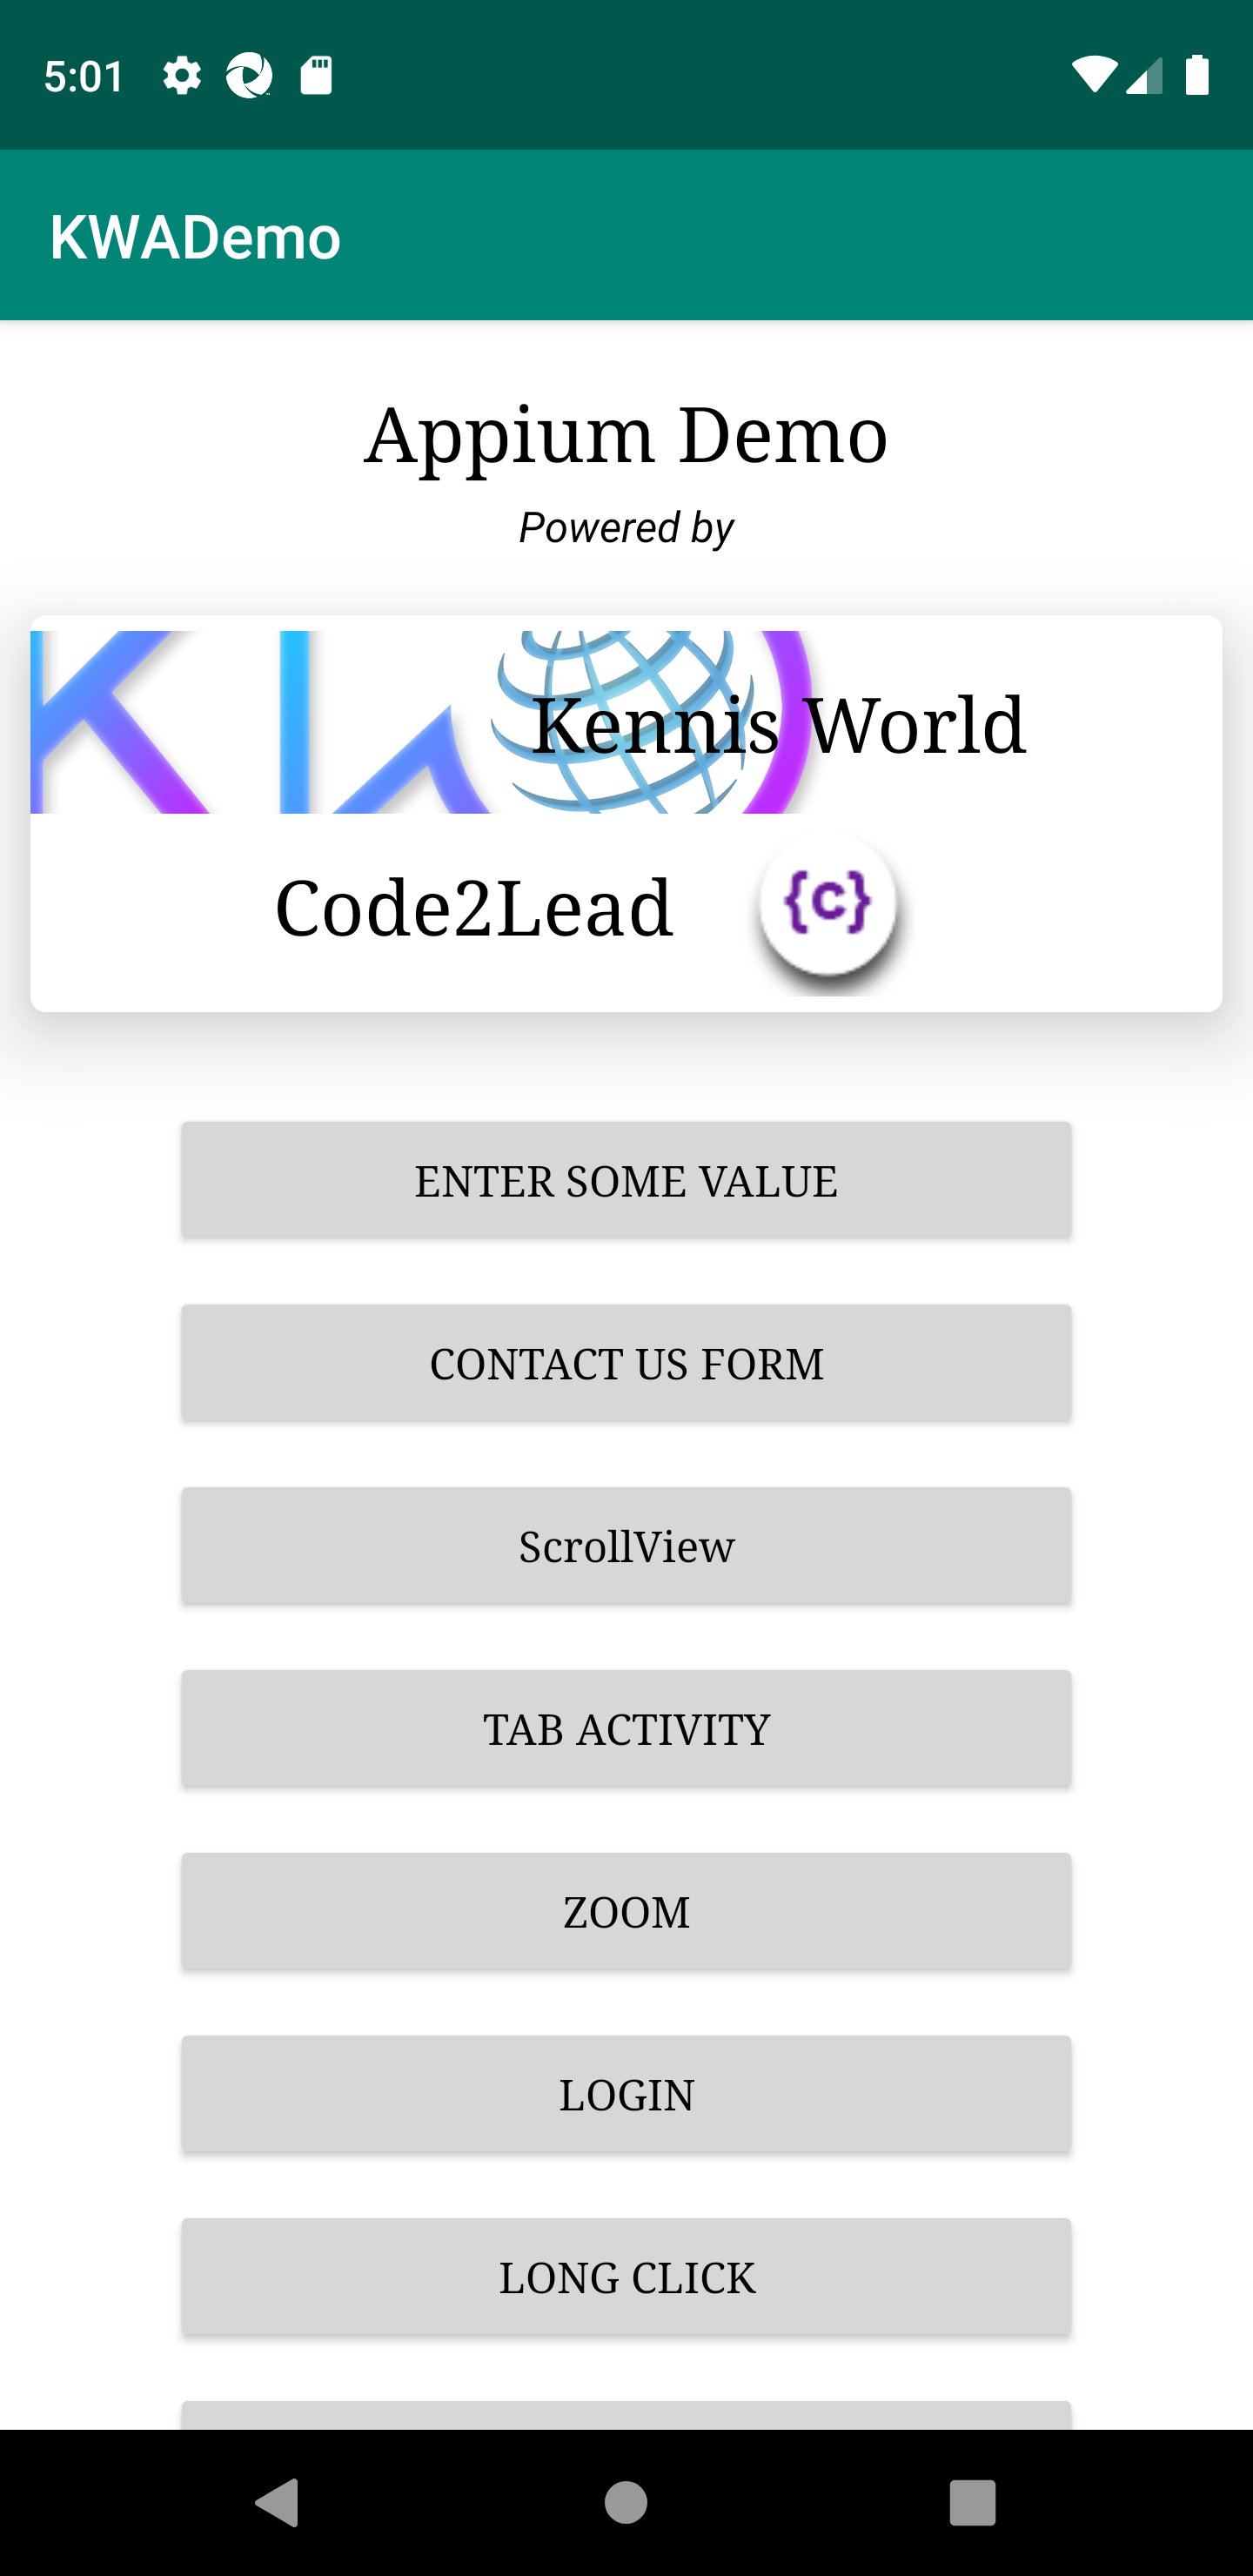 5:01
KWADemo
Appium Demo
Powered by
Kennis World
Code2Lead
{c}
ENTER SOME VALUE
CONTACT US FORM
ScrollView
TAB ACTIVITY
ZOOM
LOGIN
LONG CLICK